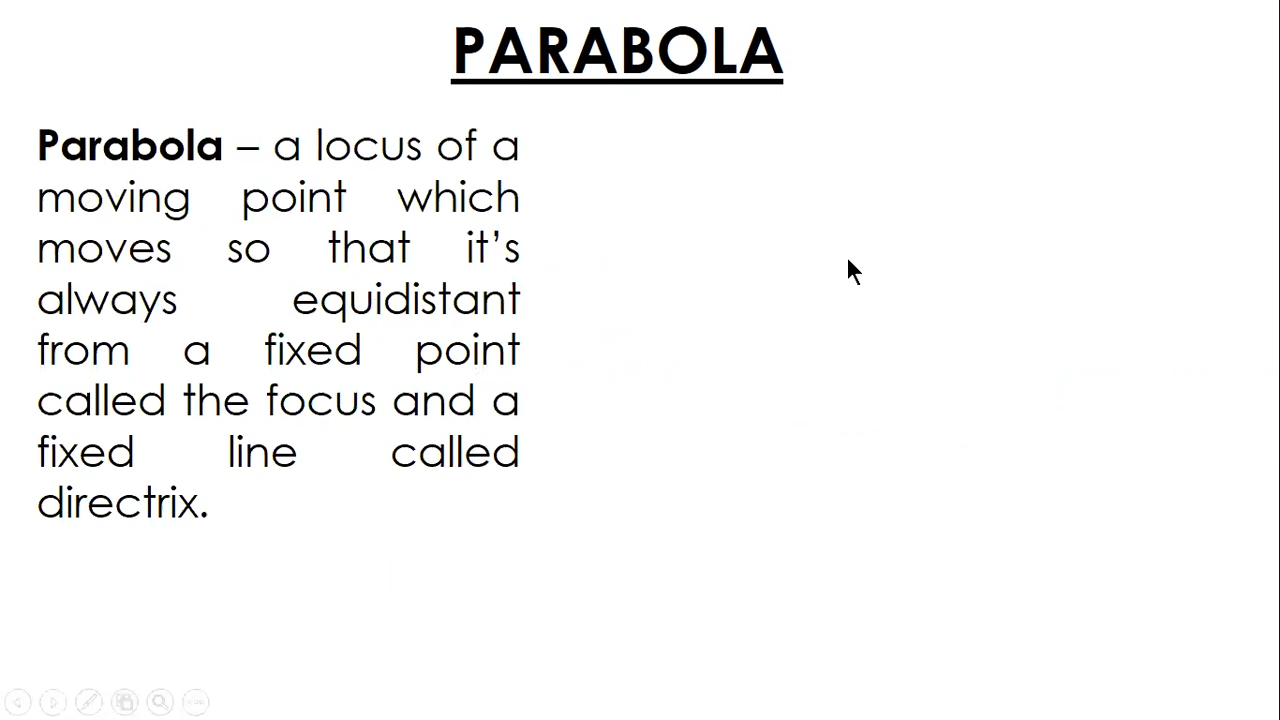 PARABOLA
Parabola – a locus of a
moving point which
moves so that it’s
always equidistant
from a fixed point
called the focus and a
fixed line called
directrix.